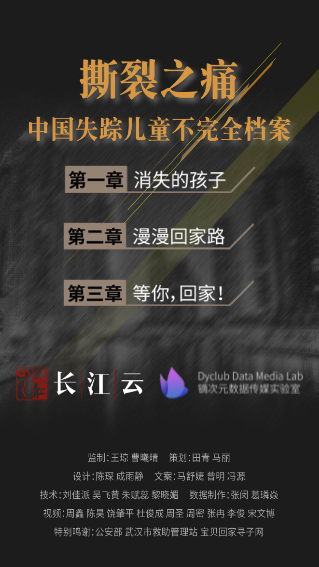 撕裂之痛
中国失踪儿童不完全档案
第一章 消失的孩子
第二章 漫漫回家路
第三章 等你，回家！
长江云
Dyclub Data Media Lab
镝次元数据传媒实验室
监制：王琼 曹曦晴 策划：田青 马丽
设计：陈琛 成雨静 文案：马舒婕 曾明 冯源
技术：刘佳派 吴飞黄 朱斌蕊 黎晓媚 数据制作：张闵 葛璘焱
视频：周鑫 陈昊 饶肇平 杜俊成 周圣 周密 张冉 李俊 宋文博
特别鸣谢：公安部 武汉市救助管理站 宝贝回家寻子网